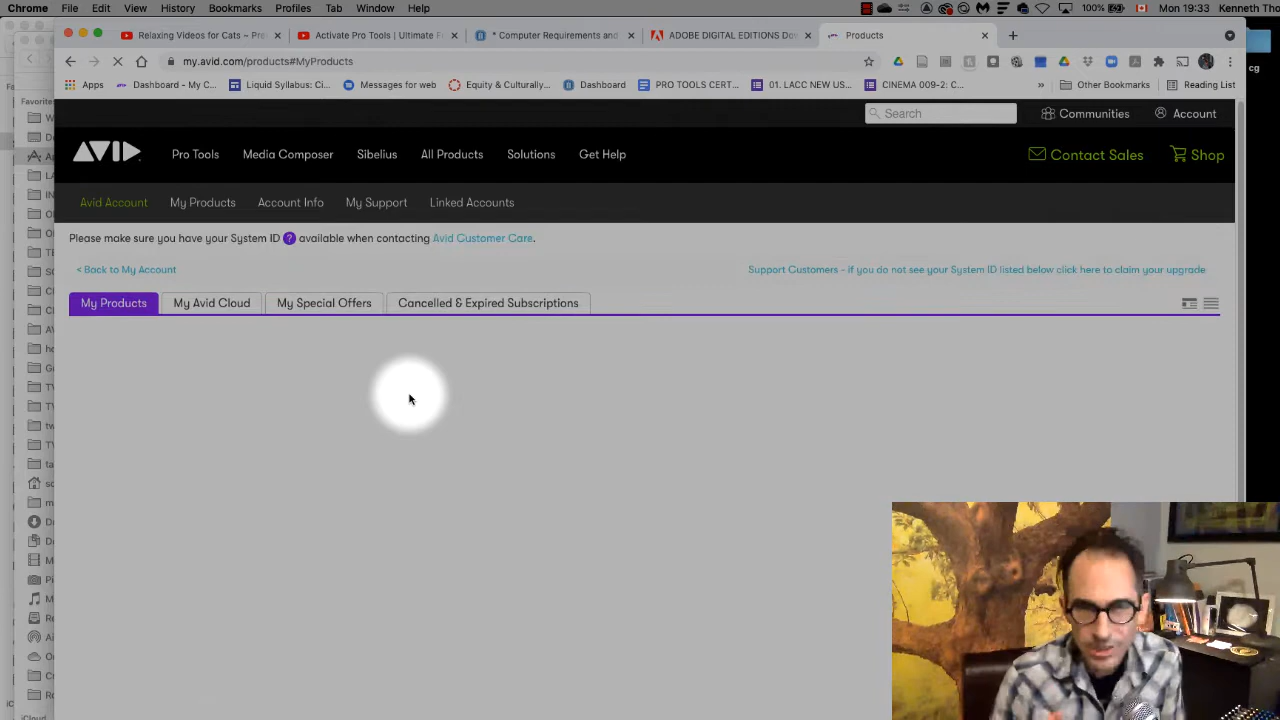 Chrome File Edit View History Bookmarks Profiles Tab Window Help 100% Mon 19:33 Kenneth Tho
Relaxing Videos for Cats ~ Pre Activate Pro Tools | Ultimate F * Computer Requirements and ADOBE DIGITAL EDITIONS Dow Products
my.avid.com/products#MyProducts
Apps Dashboard - My C... Liquid Syllabus: Ci... Messages for web Equity & Culturally... Dashboard PRO TOOLS CERT... 01. LACC NEW US... CINEMA 009-2: C... » Other Bookmarks Reading List
cg
Favorite
Search Communities Account
AVID Pro Tools Media Composer Sibelius All Products Solutions Get Help Contact Sales Shop
Avid Account My Products Account Info My Support Linked Accounts
Please make sure you have your System ID ? available when contacting Avid Customer Care.
< Back to My Account Support Customers - if you do not see your System ID listed below click here to claim your upgrade
My Products My Avid Cloud My Special Offers Cancelled & Expired Subscriptions